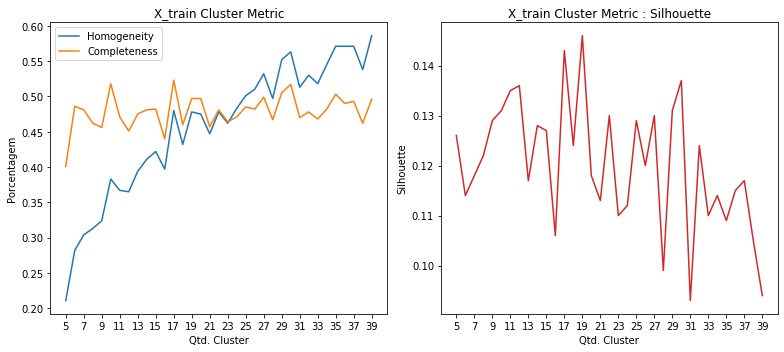 X_train Cluster Metric
Homogeneity
Completeness
Porcentagem
0.60
0.55
0.50
0.45
0.40
0.35
0.30
0.25
0.20
5 7 9 11 13 15 17 19 21 23 25 27 29 31 33 35 37 39
Qtd. Cluster
X_train Cluster Metric : Silhouette
Silhouette
0.14
0.13
0.12
0.11
0.10
5 7 9 11 13 15 17 19 21 23 25 27 29 31 33 35 37 39
Qtd. Cluster